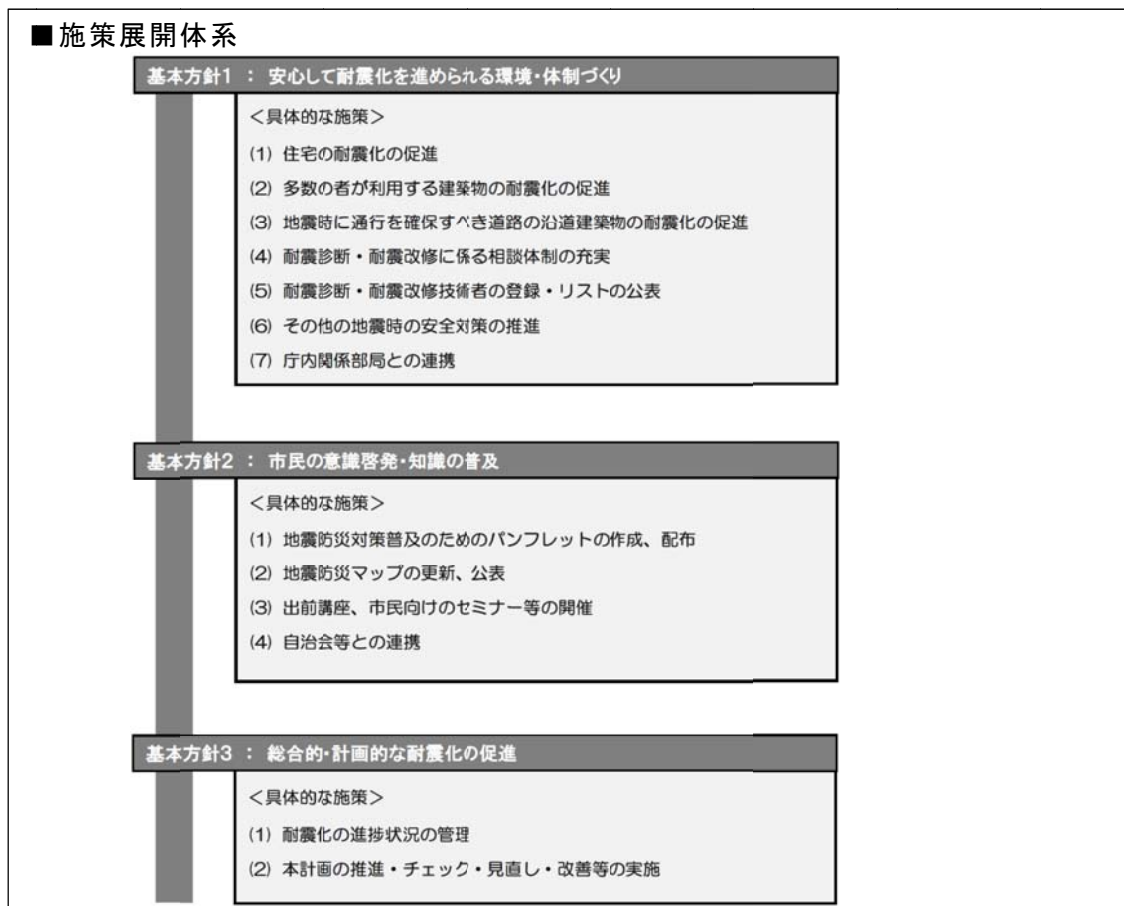 ■施策展開体系
基本方針1 : 安心して耐震化を進められる環境・体制づくり
＜具体的な施策＞
(1) 住宅の耐震化の促進
(2) 多数の者が利用する建築物の耐震化の促進
(3) 地震時に通行を確保すべき道路の沿道建築物の耐震化の促進
(4) 耐震診断・耐震改修に係る相談体制の充実
(5) 耐震診断・耐震改修技術者の登録・リストの公表
(6) その他の地震時の安全対策の推進
(7) 庁内関係部局との連携
基本方針2 : 市民の意識啓発・知識の普及
＜具体的な施策＞
(1) 地震防災対策普及のためのパンフレットの作成、配布
(2) 地震防災マップの更新、公表
(3) 出前講座、市民向けのセミナー等の開催
(4) 自治会等との連携
基本方針3 : 総合的・計画的な耐震化の促進
＜具体的な施策＞
(1) 耐震化の進捗状況の管理
(2) 本計画の推進・チェック・見直し・改善等の実施